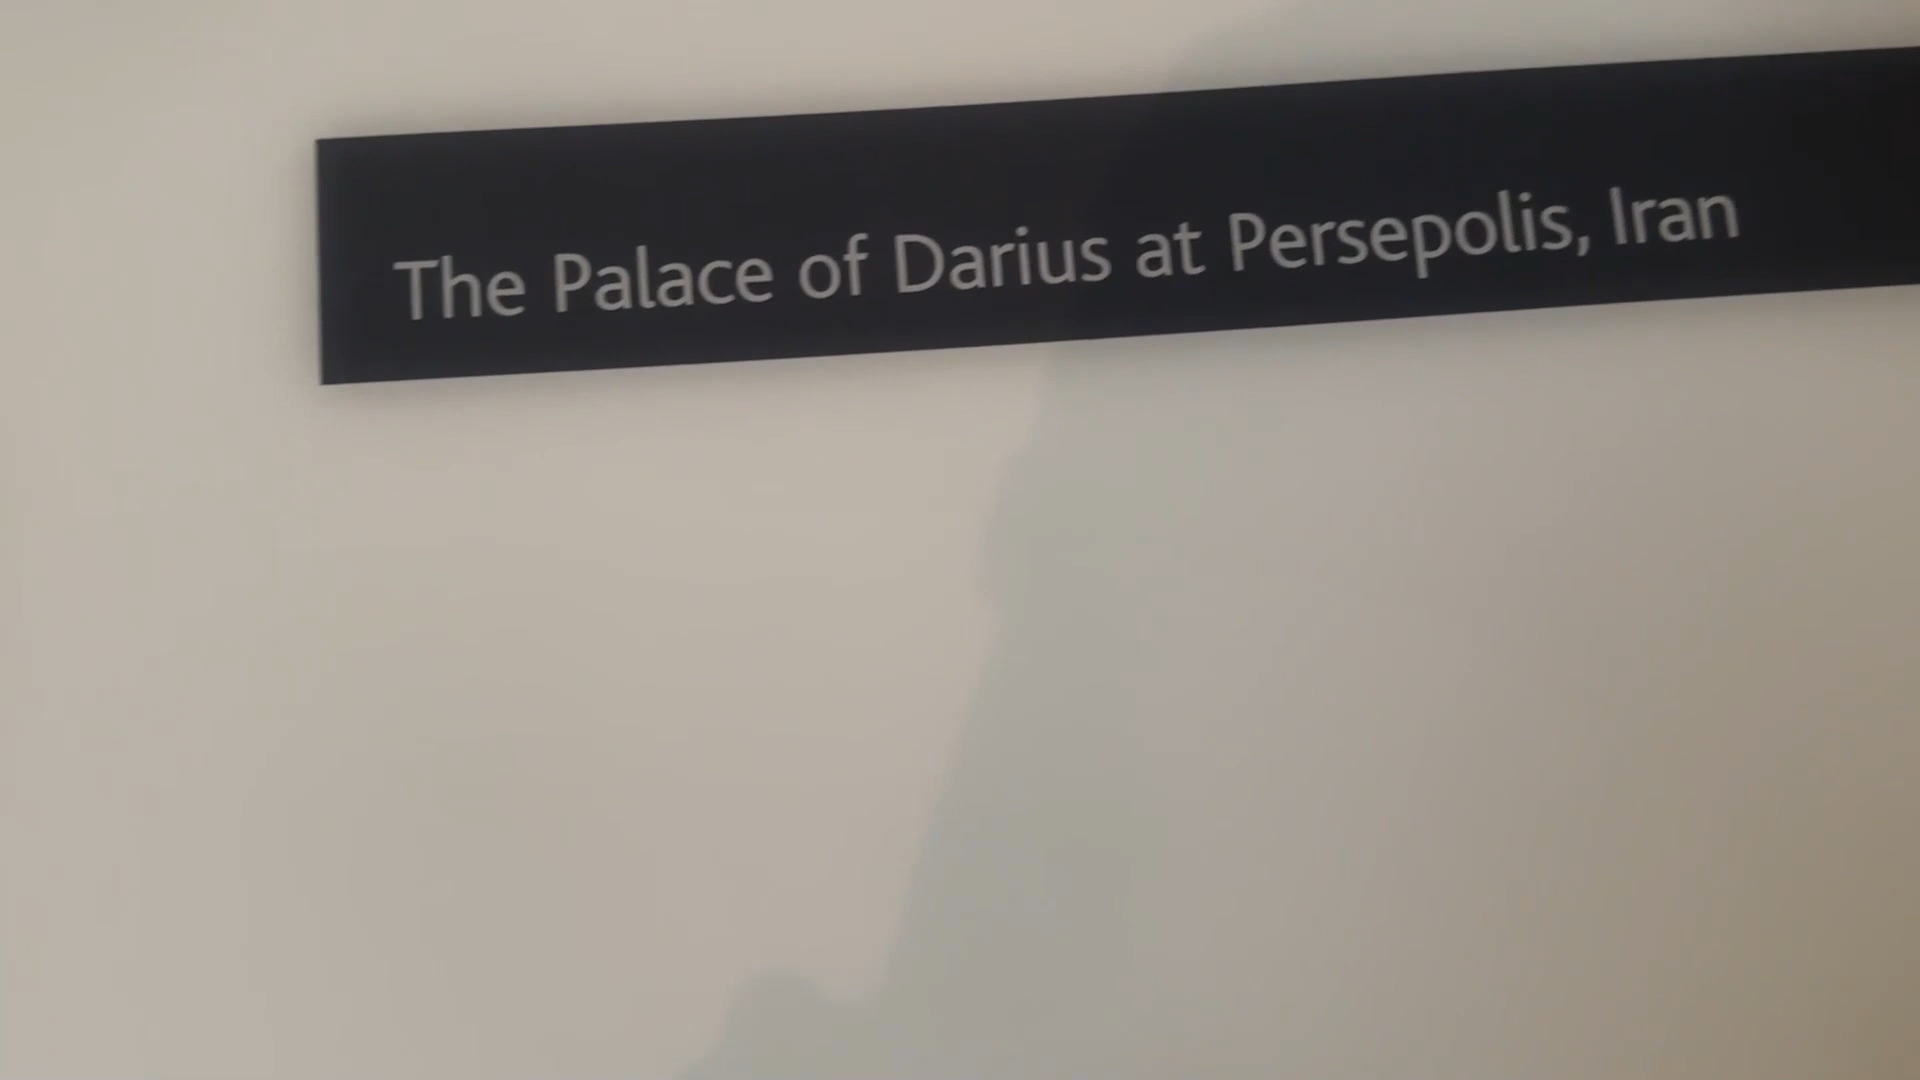 The Palace of Darius at Persepolis, Iran